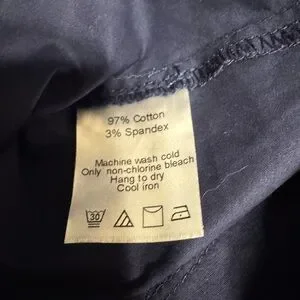 97% Cotton
3% Spandex
Machine wash cold
Only non-chlorine bleach
Hang to dry
Cool iron
30